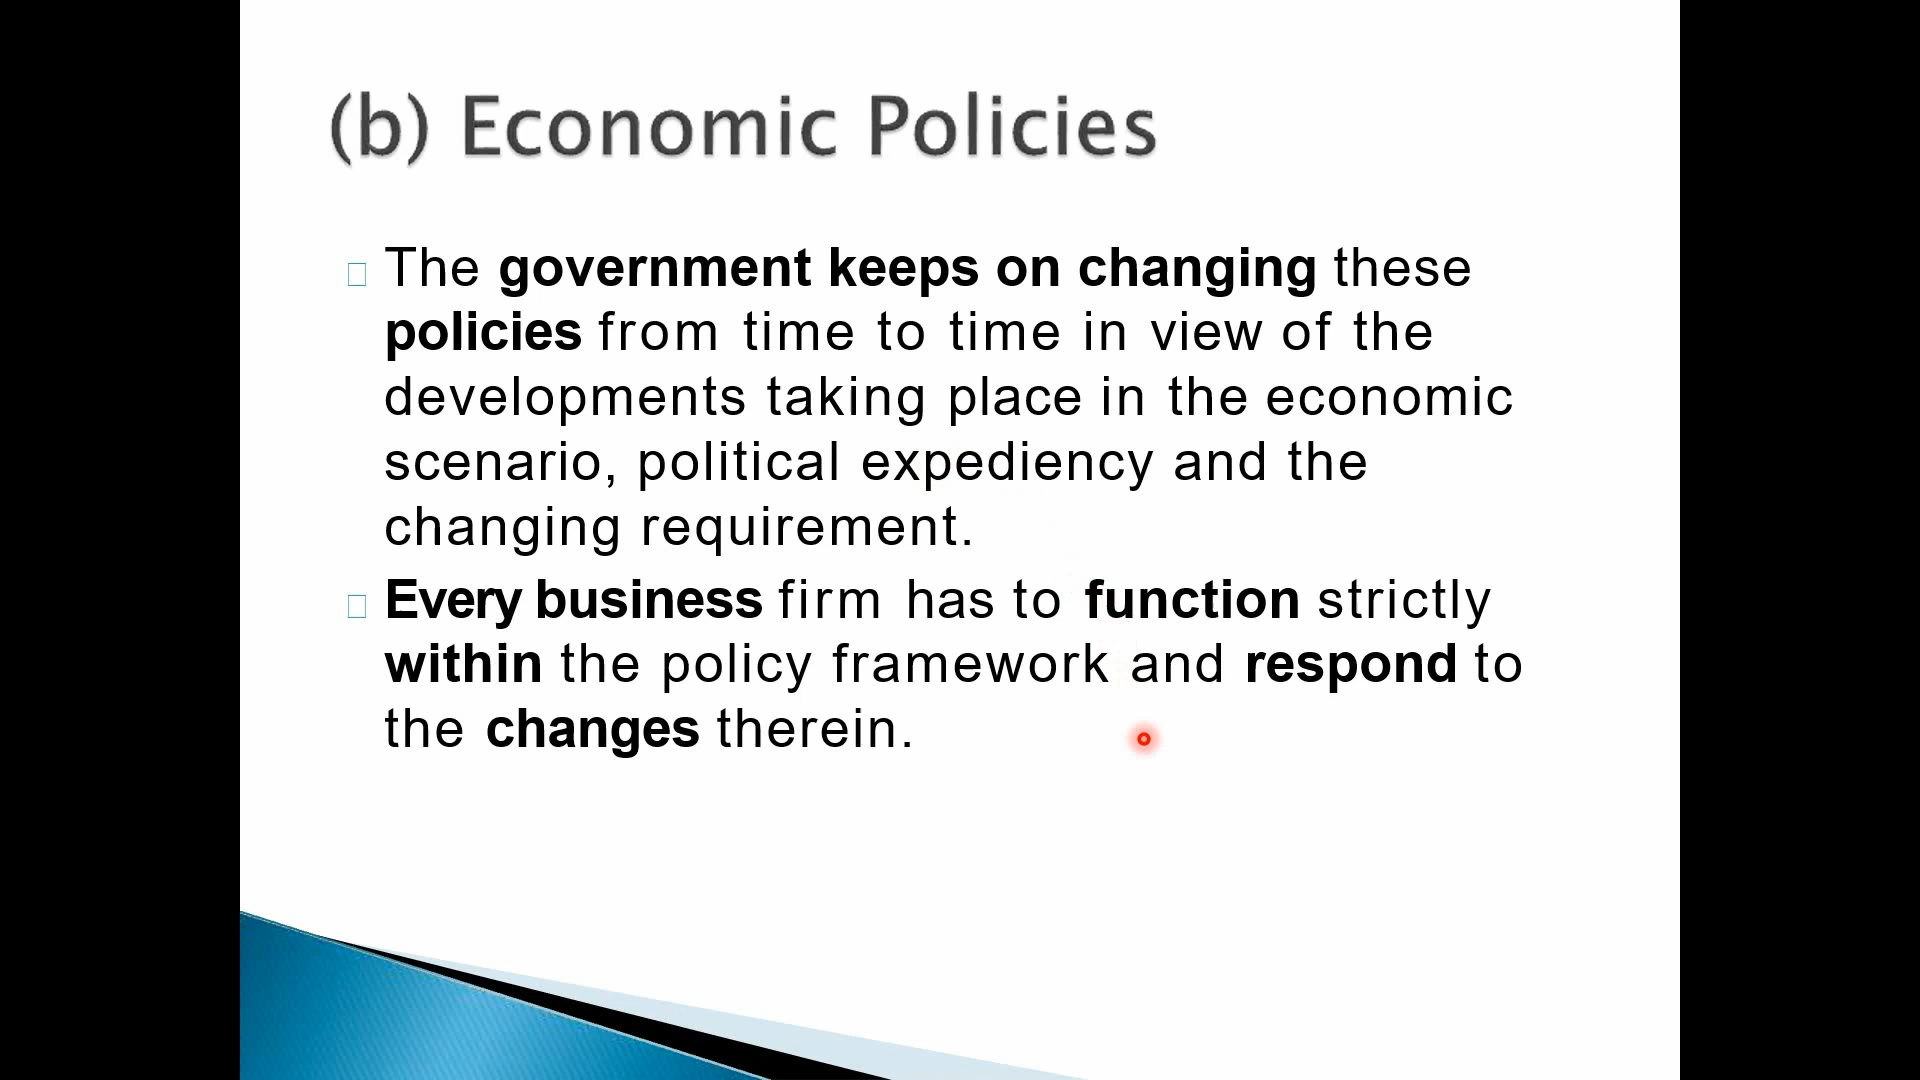 (b) Economic Policies
The government keeps on changing these
policies from time to time in view of the
developments taking place in the economic
scenario, political expediency and the
changing requirement.
Every business firm has to function strictly
within the policy framework and respond to
the changes therein.